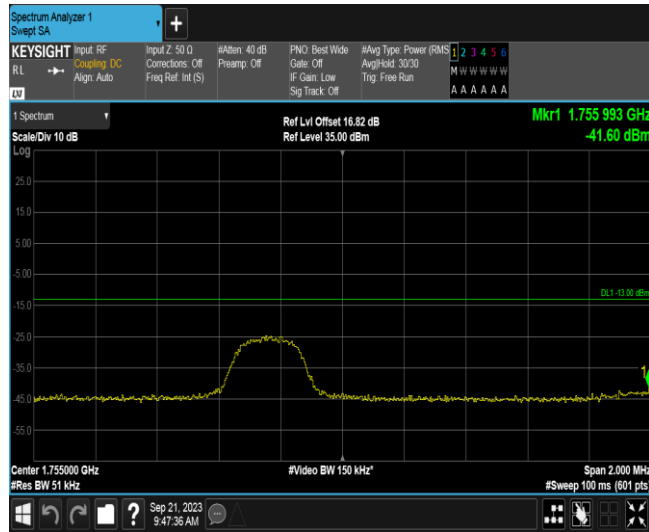 Spectrum Analyzer 1
Swept SA
+
KEYSIGHT Input: RF Input Z: 50 Ω #Atten: 40 dB PNO: Best Wide #Avg Type: Power (RMS 1 2 3 4 5 6
RL Coupling: DC Corrections: Off Preamp: Off Gate: Off Avg|Hold: 30/30 M W W W W W
Align: Auto Freq Ref: Int (S) IF Gain: Low Trig: Free Run
LXI Sig Track: Off A A A A A A
1 Spectrum Ref Lvl Offset 16.82 dB Mkr1 1.755 993 GHz
Scale/Div 10 dB Ref Level 35.00 dBm -41.60 dBm
Log
25.0
15.0
5.00
-5.00
DL1 -13.00 dBm
-15.0
-25.0
-35.0
1
-45.0
-55.0
Center 1.755000 GHz #Video BW 150 kHz* Span 2.000 MHz
#Res BW 51 kHz #Sweep 100 ms (601 pts)
? Sep 21, 2023
9:47:36 AM